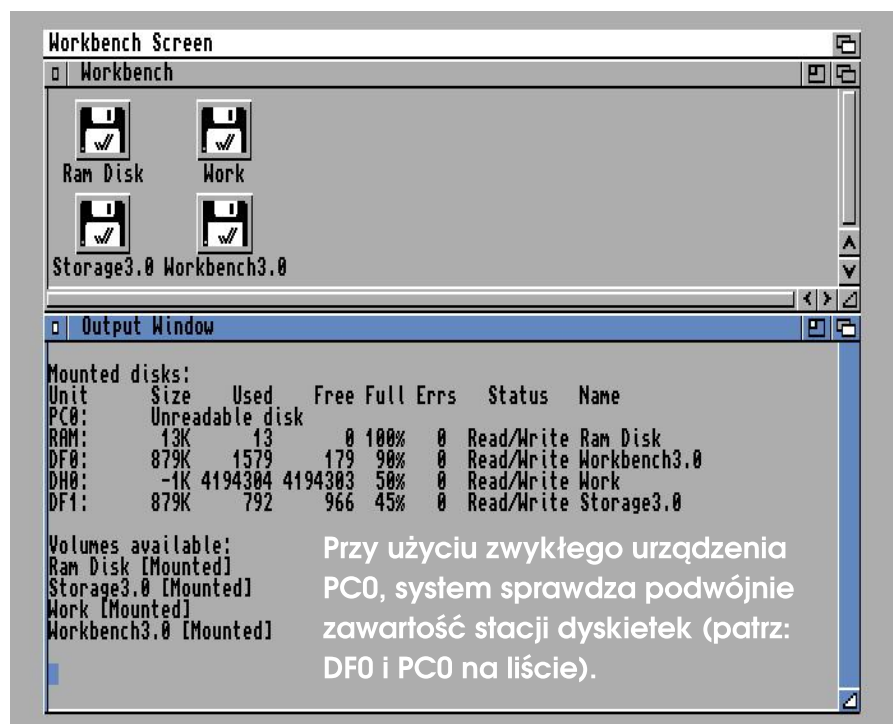 Workbench Screen
Workbench
Ram Disk Work
Storage3.0 Workbench3.0
Output Window
Mounted disks:
Unit Size Used Free Full Errs Status Name
PC0: Unreadable disk
RAM: 13K 13 0 100% 0 Read/Write Ram Disk
DF0: 879K 1579 179 90% 0 Read/Write Workbench3.0
DH0: -1K 4194304 4194303 50% 0 Read/Write Work
DF1: 879K 792 966 45% 0 Read/Write Storage3.0
Volumes available:
Ram Disk [Mounted]
Storage3.0 [Mounted]
Work [Mounted]
Workbench3.0 [Mounted]
Przy użyciu zwykłego urządzenia
PC0, system sprawdza podwójnie
zawartość stacji dyskietek (patrz:
DF0 i PC0 na liście).